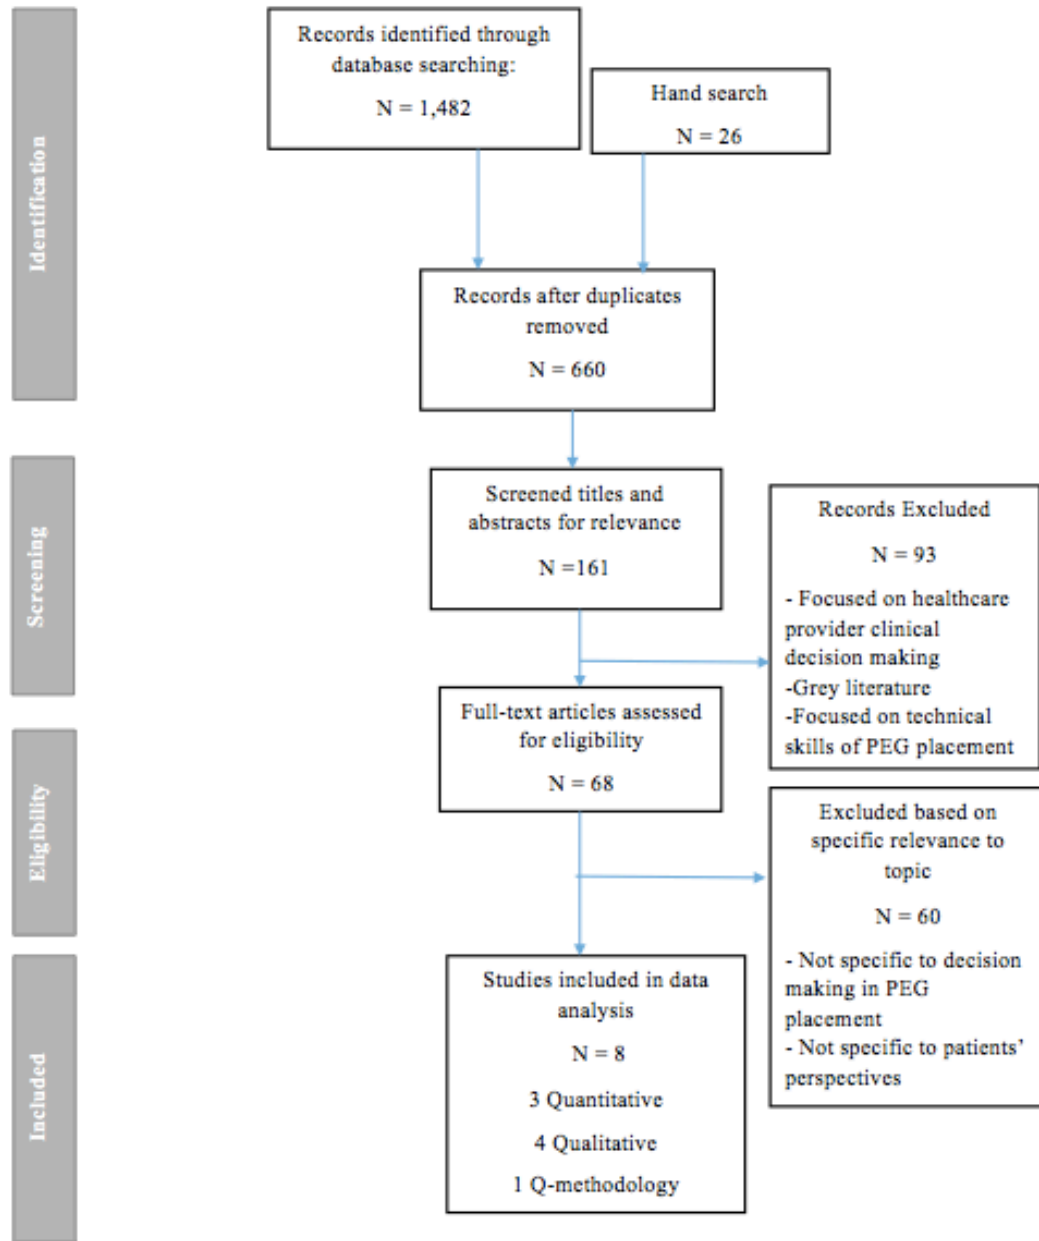 Identification
Records identified through
database searching:
N = 1,482
Hand search
N = 26
Records after duplicates
removed
N = 660
Screening
Screened titles and
abstracts for relevance
N =161
Records Excluded
N = 93
- Focused on healthcare
provider clinical
decision making
-Grey literature
-Focused on technical
skills of PEG placement
Eligibility
Full-text articles assessed
for eligibility
N = 68
Excluded based on
specific relevance to
topic
N = 60
- Not specific to decision
making in PEG
placement
- Not specific to patients’
perspectives
Included
Studies included in data
analysis
N = 8
3 Quantitative
4 Qualitative
1 Q-methodology